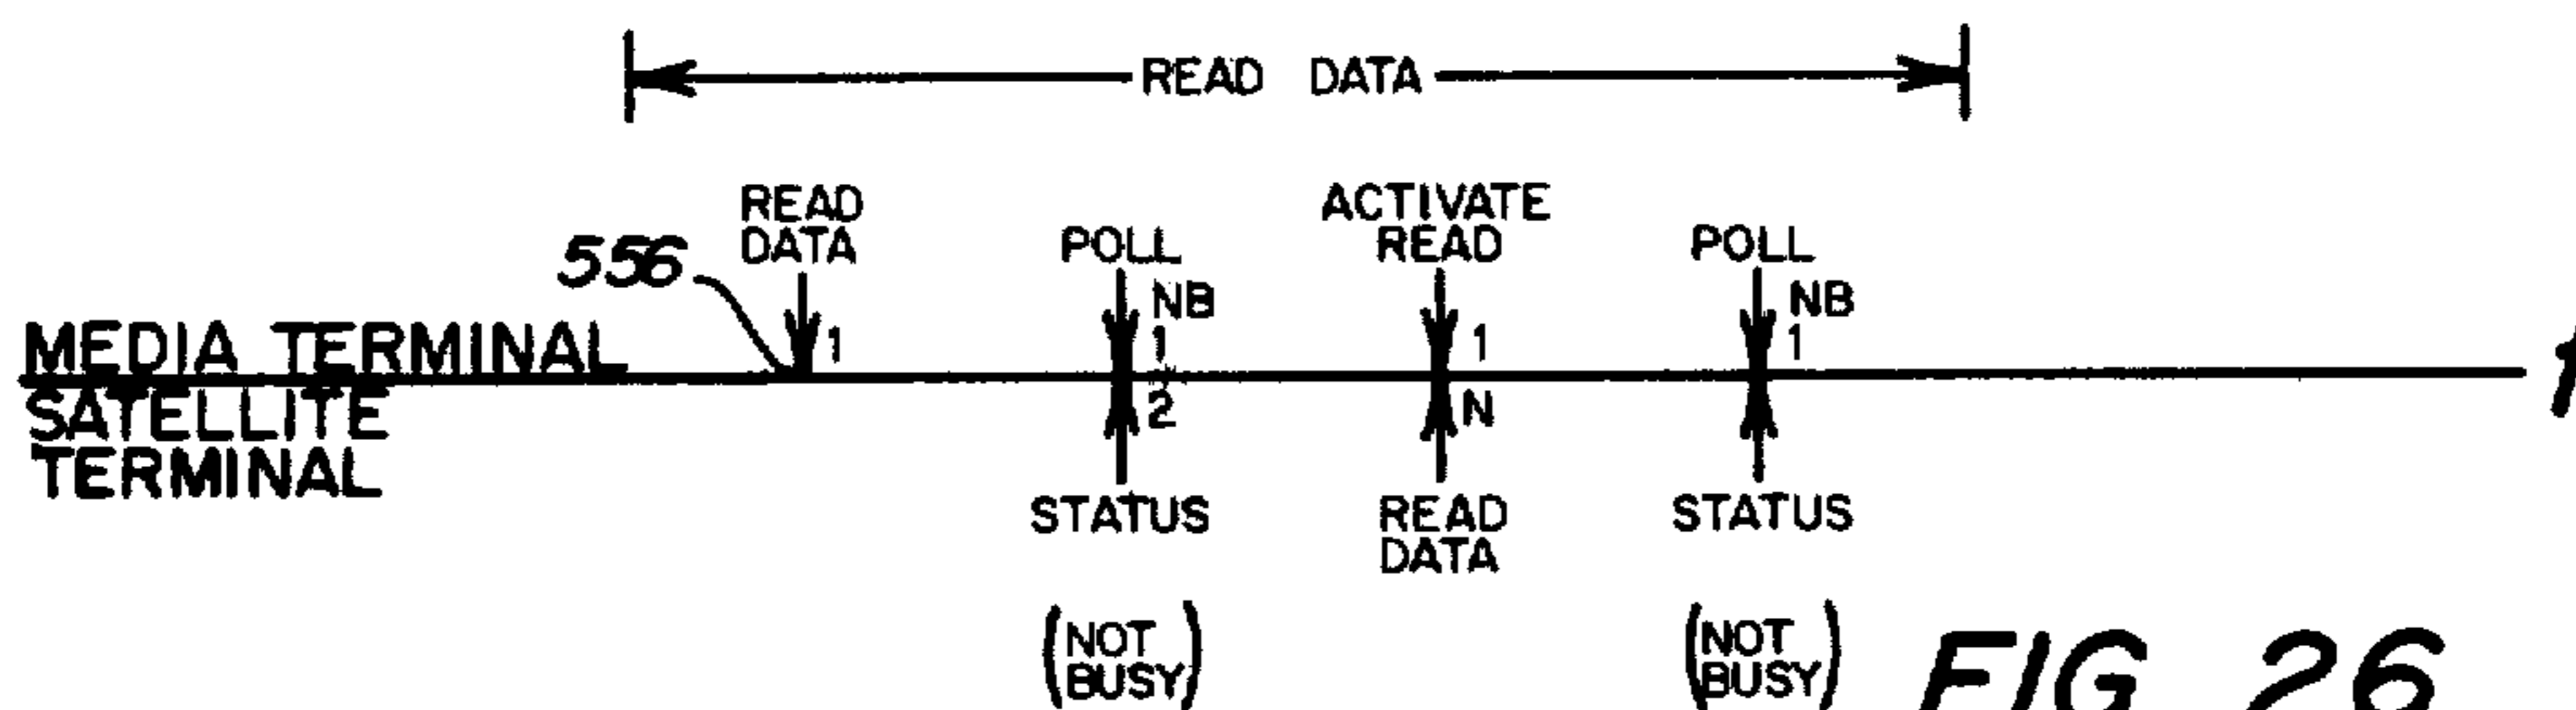 READ DATA
READ
DATA
ACTIVATE
READ
POLL
POLL
556
NB
NB
1
1
1
1
MEDIA TERMINAL
SATELLITE
TERMINAL
2
N
STATUS
READ
DATA
STATUS
(NOT
BUSY)
(NOT
BUSY)
FIG 26